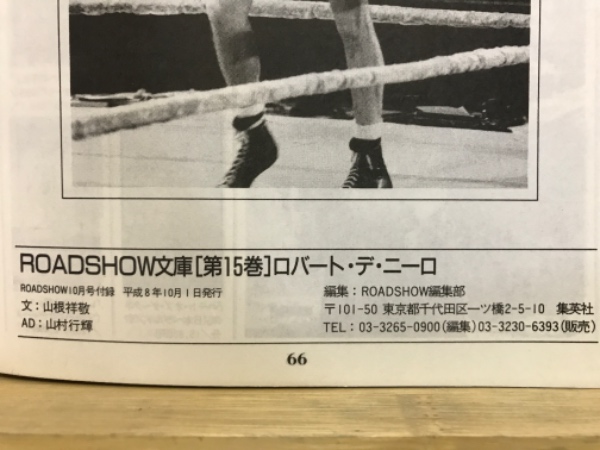 ROADSHOW文庫[第15巻]ロバート・デ・ニーロ
ROADSHOW10月号付録 平成8年10月1日発行
文：山根祥敬
AD：山村行輝
編集：ROADSHOW編集部
〒101-50 東京都千代田区一ツ橋2-5-10 集英社
TEL：03-3265-0900(編集)03-3230-6393(販売)
66